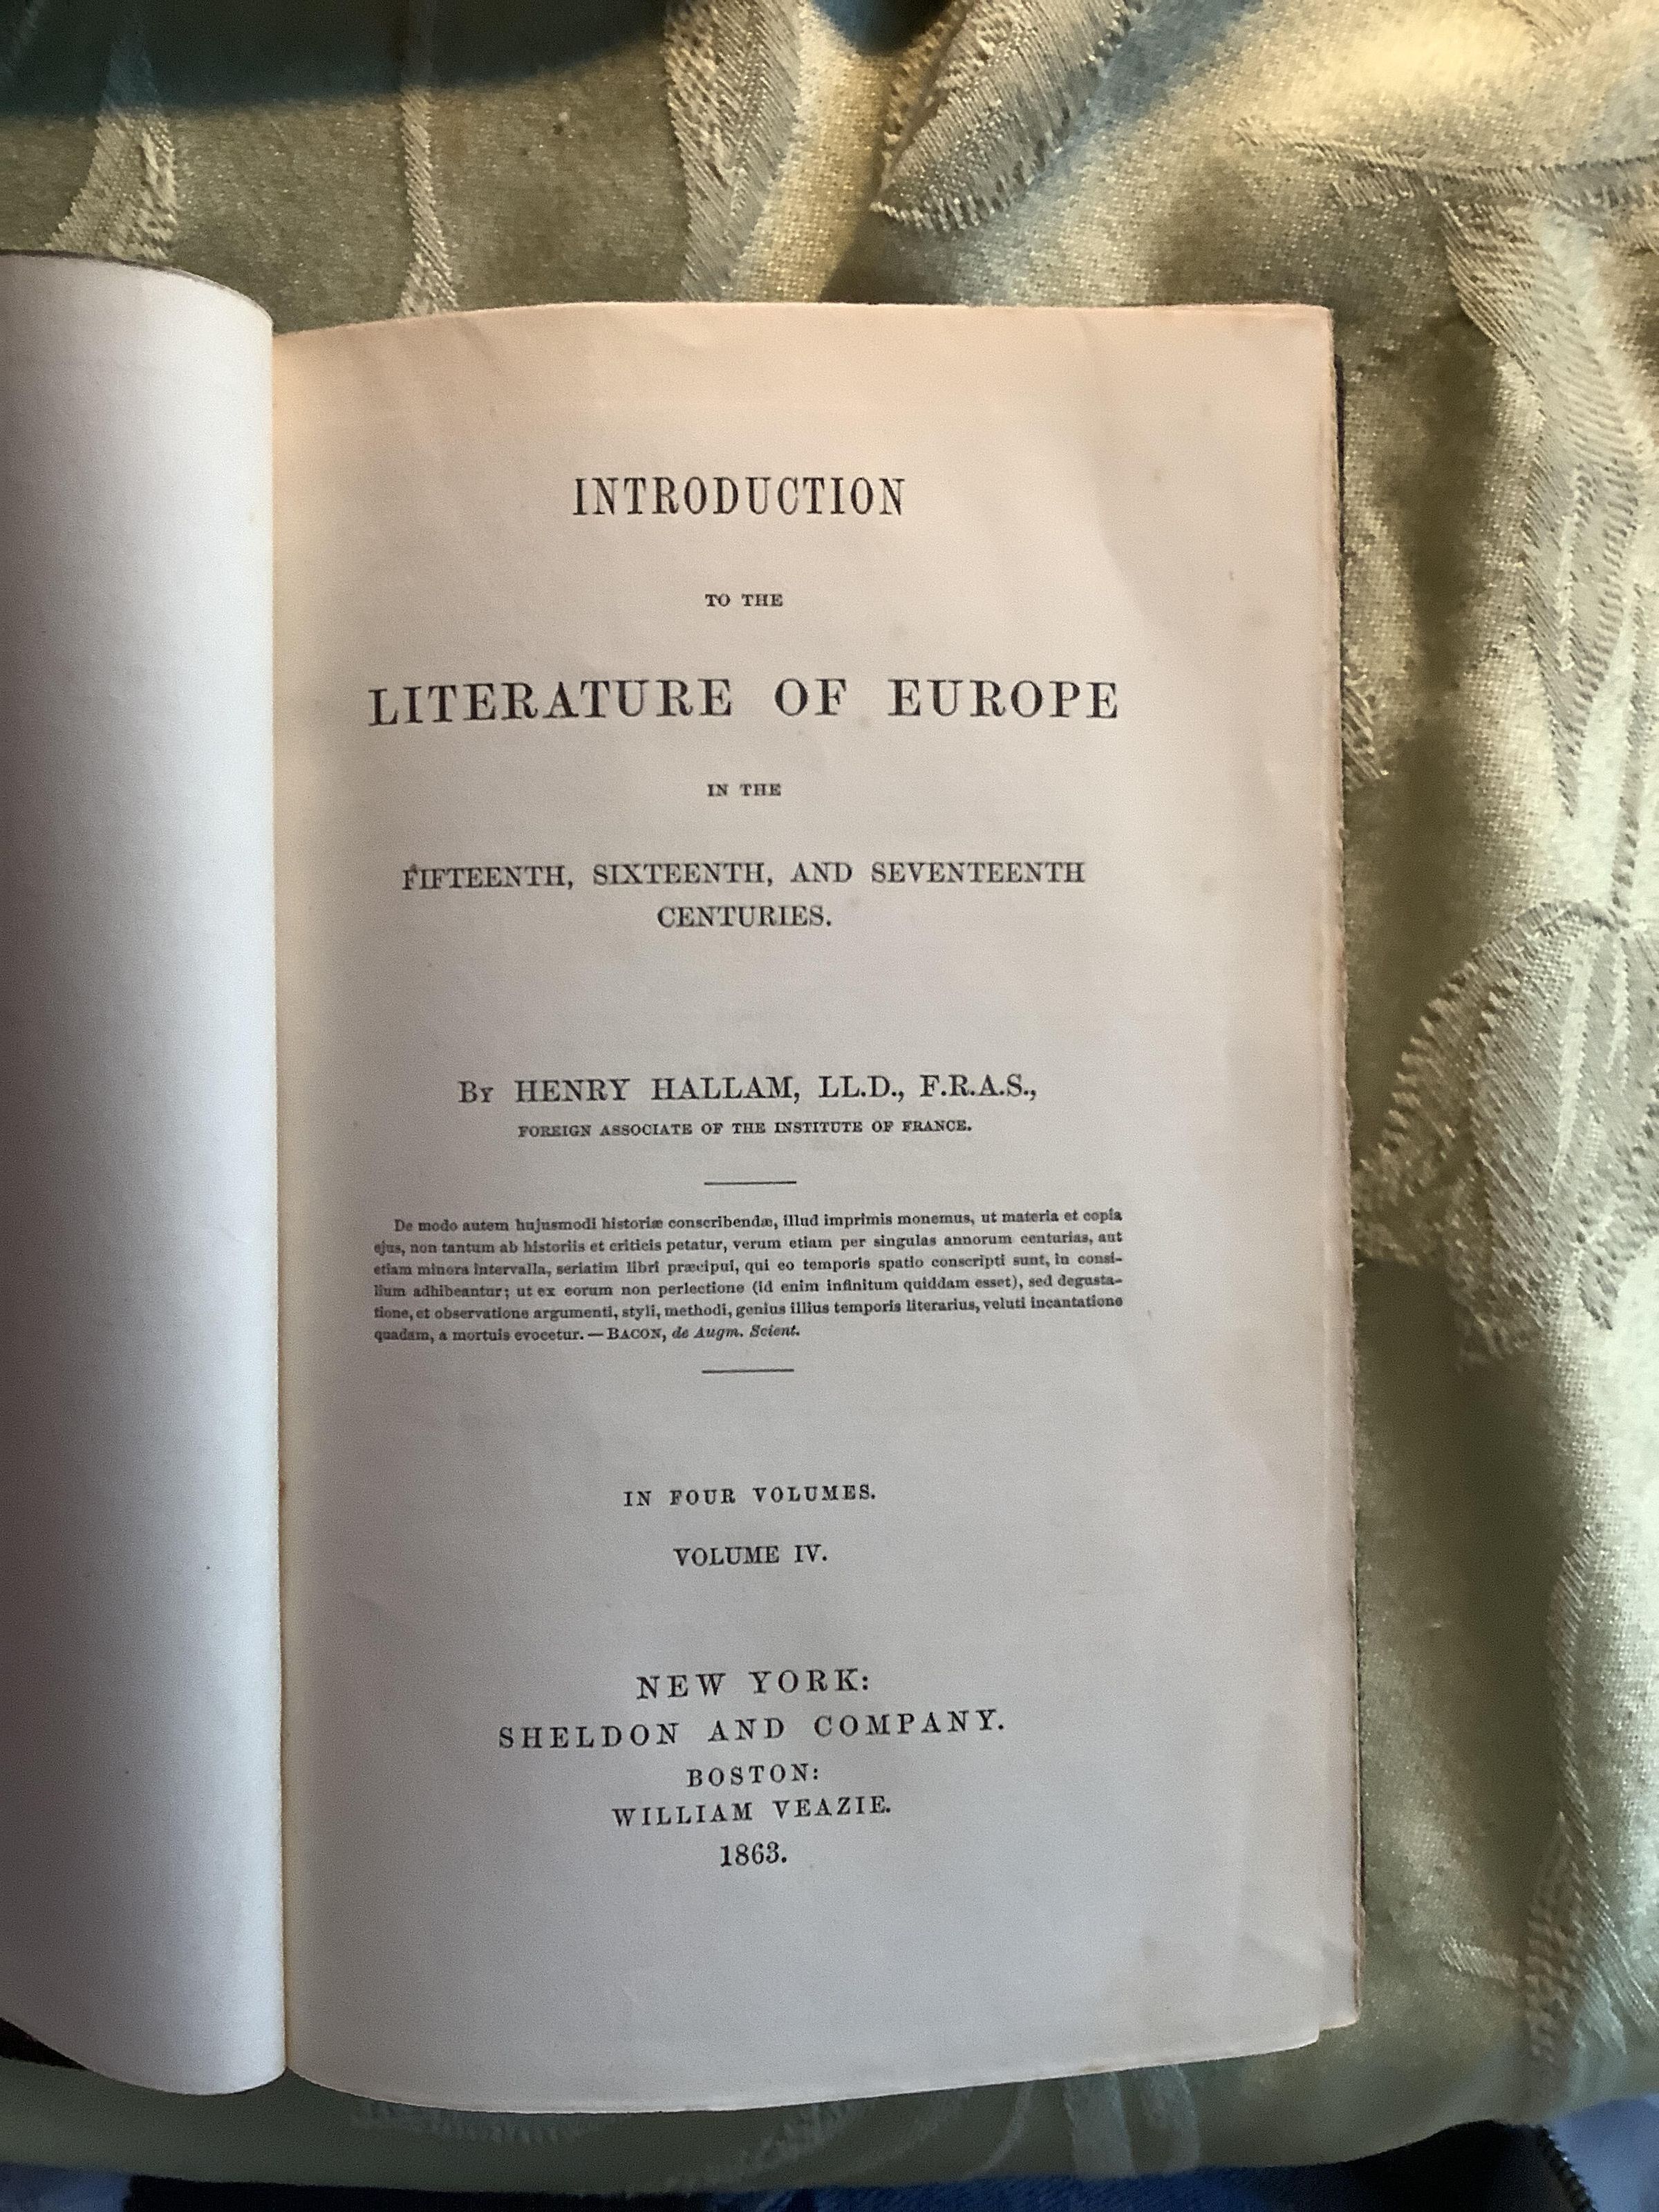 INTRODUCTION
TO THE
LITERATURE OF EUROPE
IN THE
FIFTEENTH, SIXTEENTH, AND SEVENTEENTH
CENTURIES.
By HENRY HALLAM, LL.D., F.R.A.S.,
FOREIGN ASSOCIATE OF THE INSTITUTE OF FRANCE.
De modo autem hujusmodi historiæ conscribendæ, illud imprimis monemus, ut materia et copia
ejus, non tantum ab historiis et criticis petatur, verum etiam per singulas annorum centurias, aut
etiam minora intervalla, seriatim libri præcipui, qui eo temporis spatio conscripti sunt, in consi-
lium adhibeantur; ut ex eorum non perlectione (id enim infinitum quiddam esset), sed degusta-
tione, et observatione argumenti, styli, methodi, genius illius temporis literarius, veluti incantatione
quadam, a mortuis evocetur. — BACON, de Augm. Scient.
IN FOUR VOLUMES.
VOLUME IV.
NEW YORK:
SHELDON AND COMPANY.
BOSTON:
WILLIAM VEAZIE.
1863.